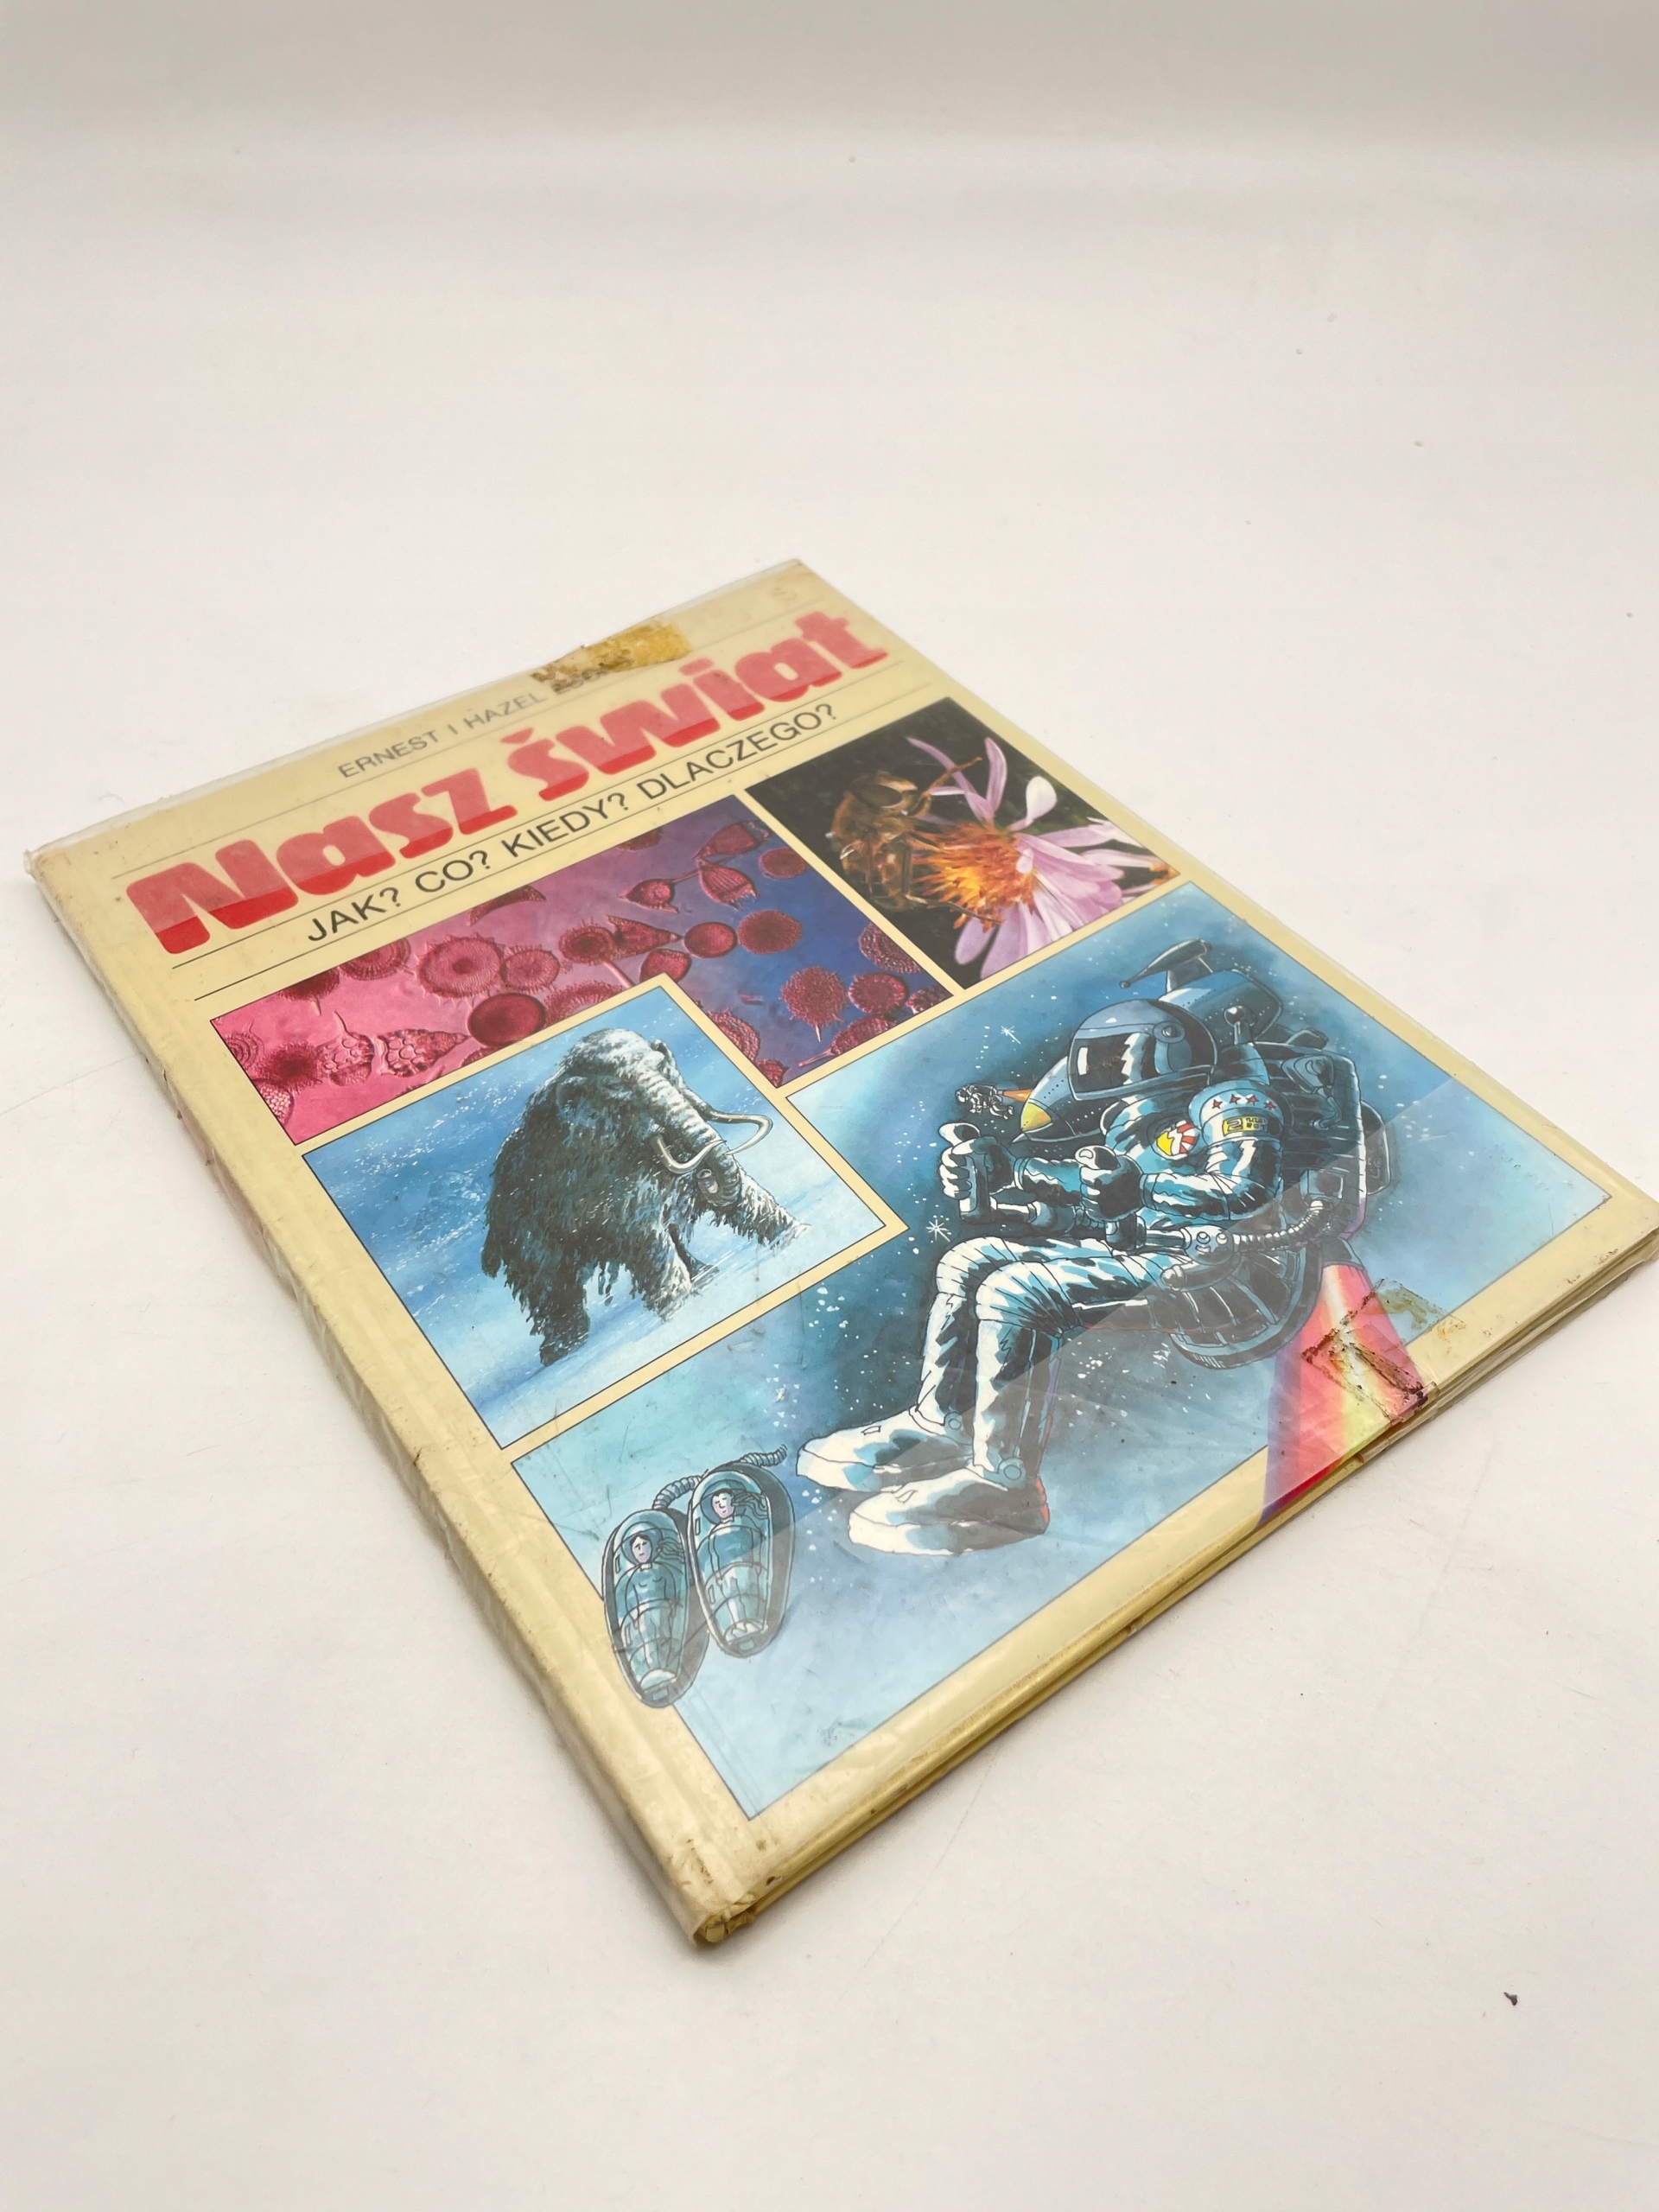 ERNEST I HAZEL
Nasz świat
JAK? CO? KIEDY? DLACZEGO?